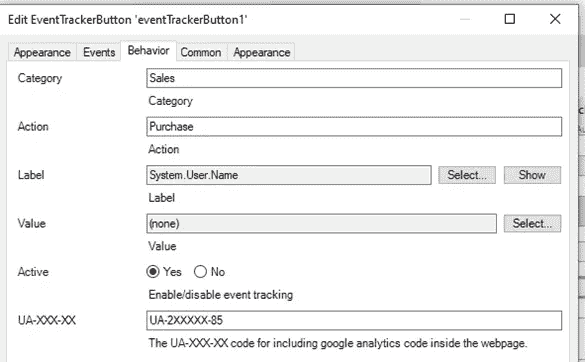 Edit EventTrackerButton 'eventTrackerButton1'
Appearance Events Behavior Common Appearance
Category Sales
Category
Action Purchase
Action
Label System.User.Name Select... Show
Label
Value (none) Select...
Value
Active Yes No
Enable/disable event tracking
UA-XXX-XX UA-2XXXXX-85
The UA-XXX-XX code for including google analytics code inside the webpage.